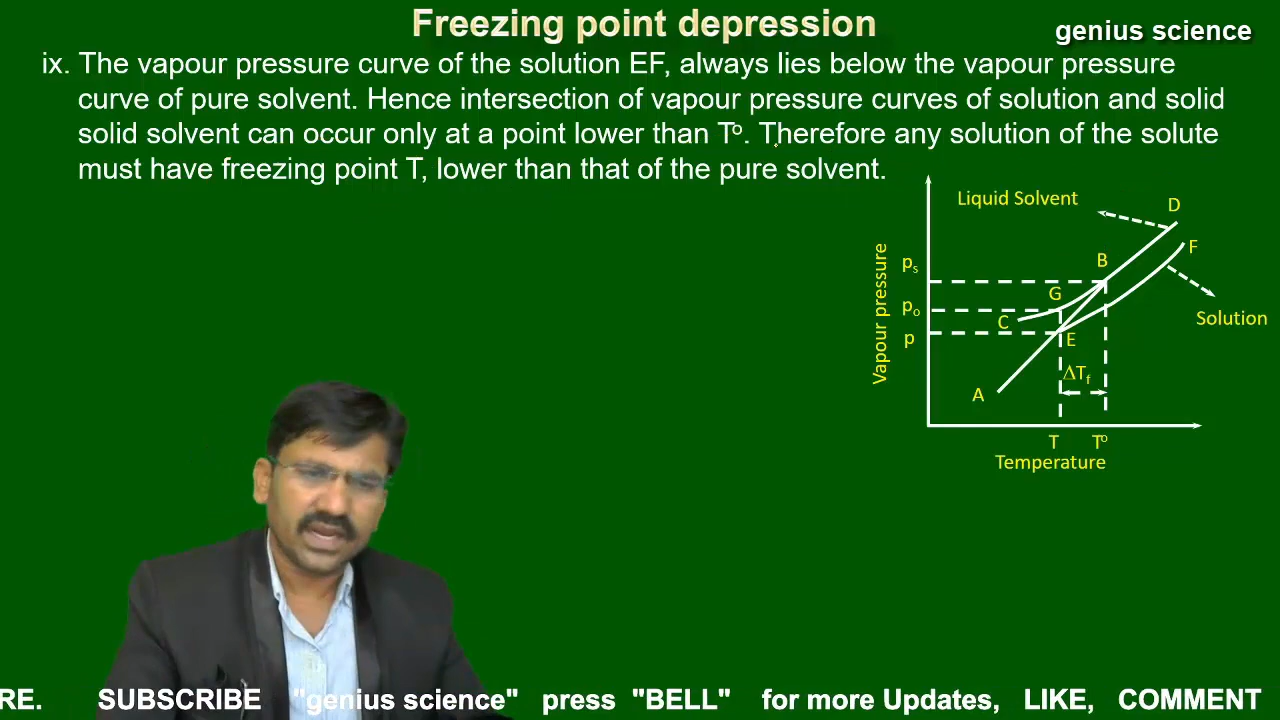 Freezing point depression
genius science
ix. The vapour pressure curve of the solution EF, always lies below the vapour pressure
curve of pure solvent. Hence intersection of vapour pressure curves of solution and solid
solid solvent can occur only at a point lower than Tº. Therefore any solution of the solute
must have freezing point T, lower than that of the pure solvent.
Liquid Solvent
D
F
B
pₛ
G
pₒ
C
Solution
p
E
Vapour pressure
ΔT_f
A
T Tº
Temperature
RE. SUBSCRIBE "genius science" press "BELL" for more Updates, LIKE, COMMENT